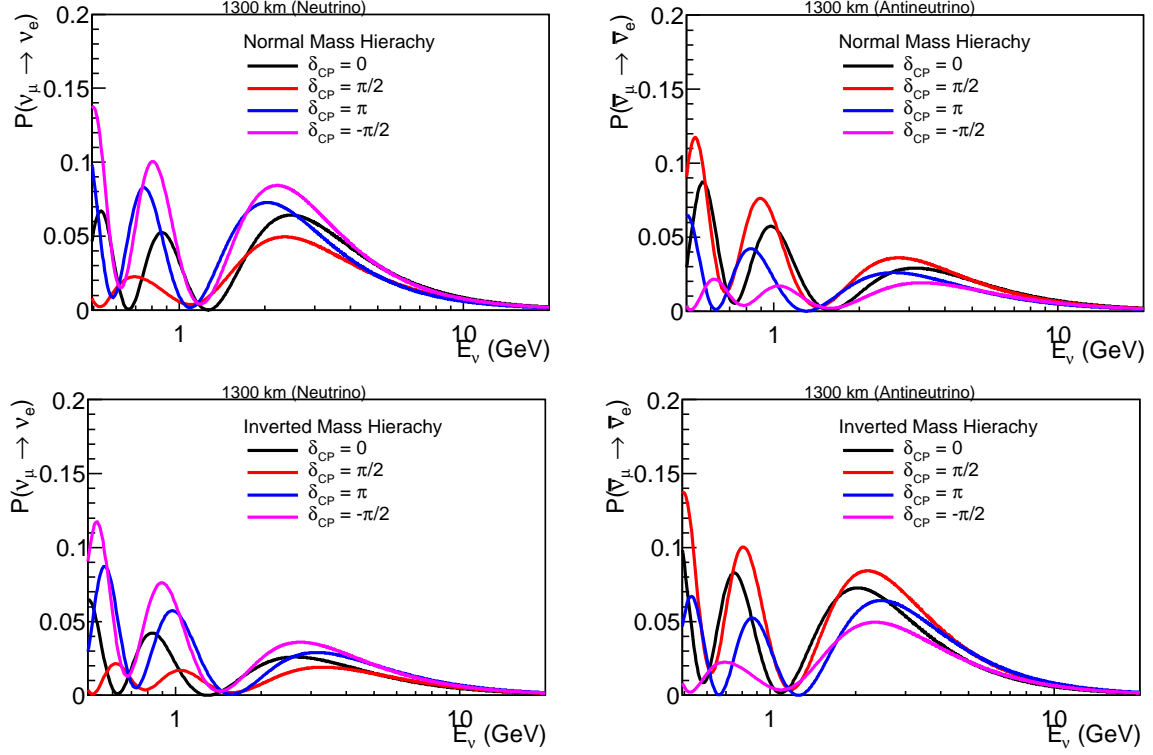 1300 km (Neutrino)
P(ν_μ → ν_e)
Normal Mass Hierachy
δ_CP = 0
δ_CP = π/2
δ_CP = π
δ_CP = -π/2
0.2
0.15
0.1
0.05
0
1
10
E_ν (GeV)
1300 km (Antineutrino)
P(ν̅_μ → ν̅_e)
Normal Mass Hierachy
δ_CP = 0
δ_CP = π/2
δ_CP = π
δ_CP = -π/2
0.2
0.15
0.1
0.05
0
1
10
E_ν (GeV)
1300 km (Neutrino)
P(ν_μ → ν_e)
Inverted Mass Hierachy
δ_CP = 0
δ_CP = π/2
δ_CP = π
δ_CP = -π/2
0.2
0.15
0.1
0.05
0
1
10
E_ν (GeV)
1300 km (Antineutrino)
P(ν̅_μ → ν̅_e)
Inverted Mass Hierachy
δ_CP = 0
δ_CP = π/2
δ_CP = π
δ_CP = -π/2
0.2
0.15
0.1
0.05
0
1
10
E_ν (GeV)